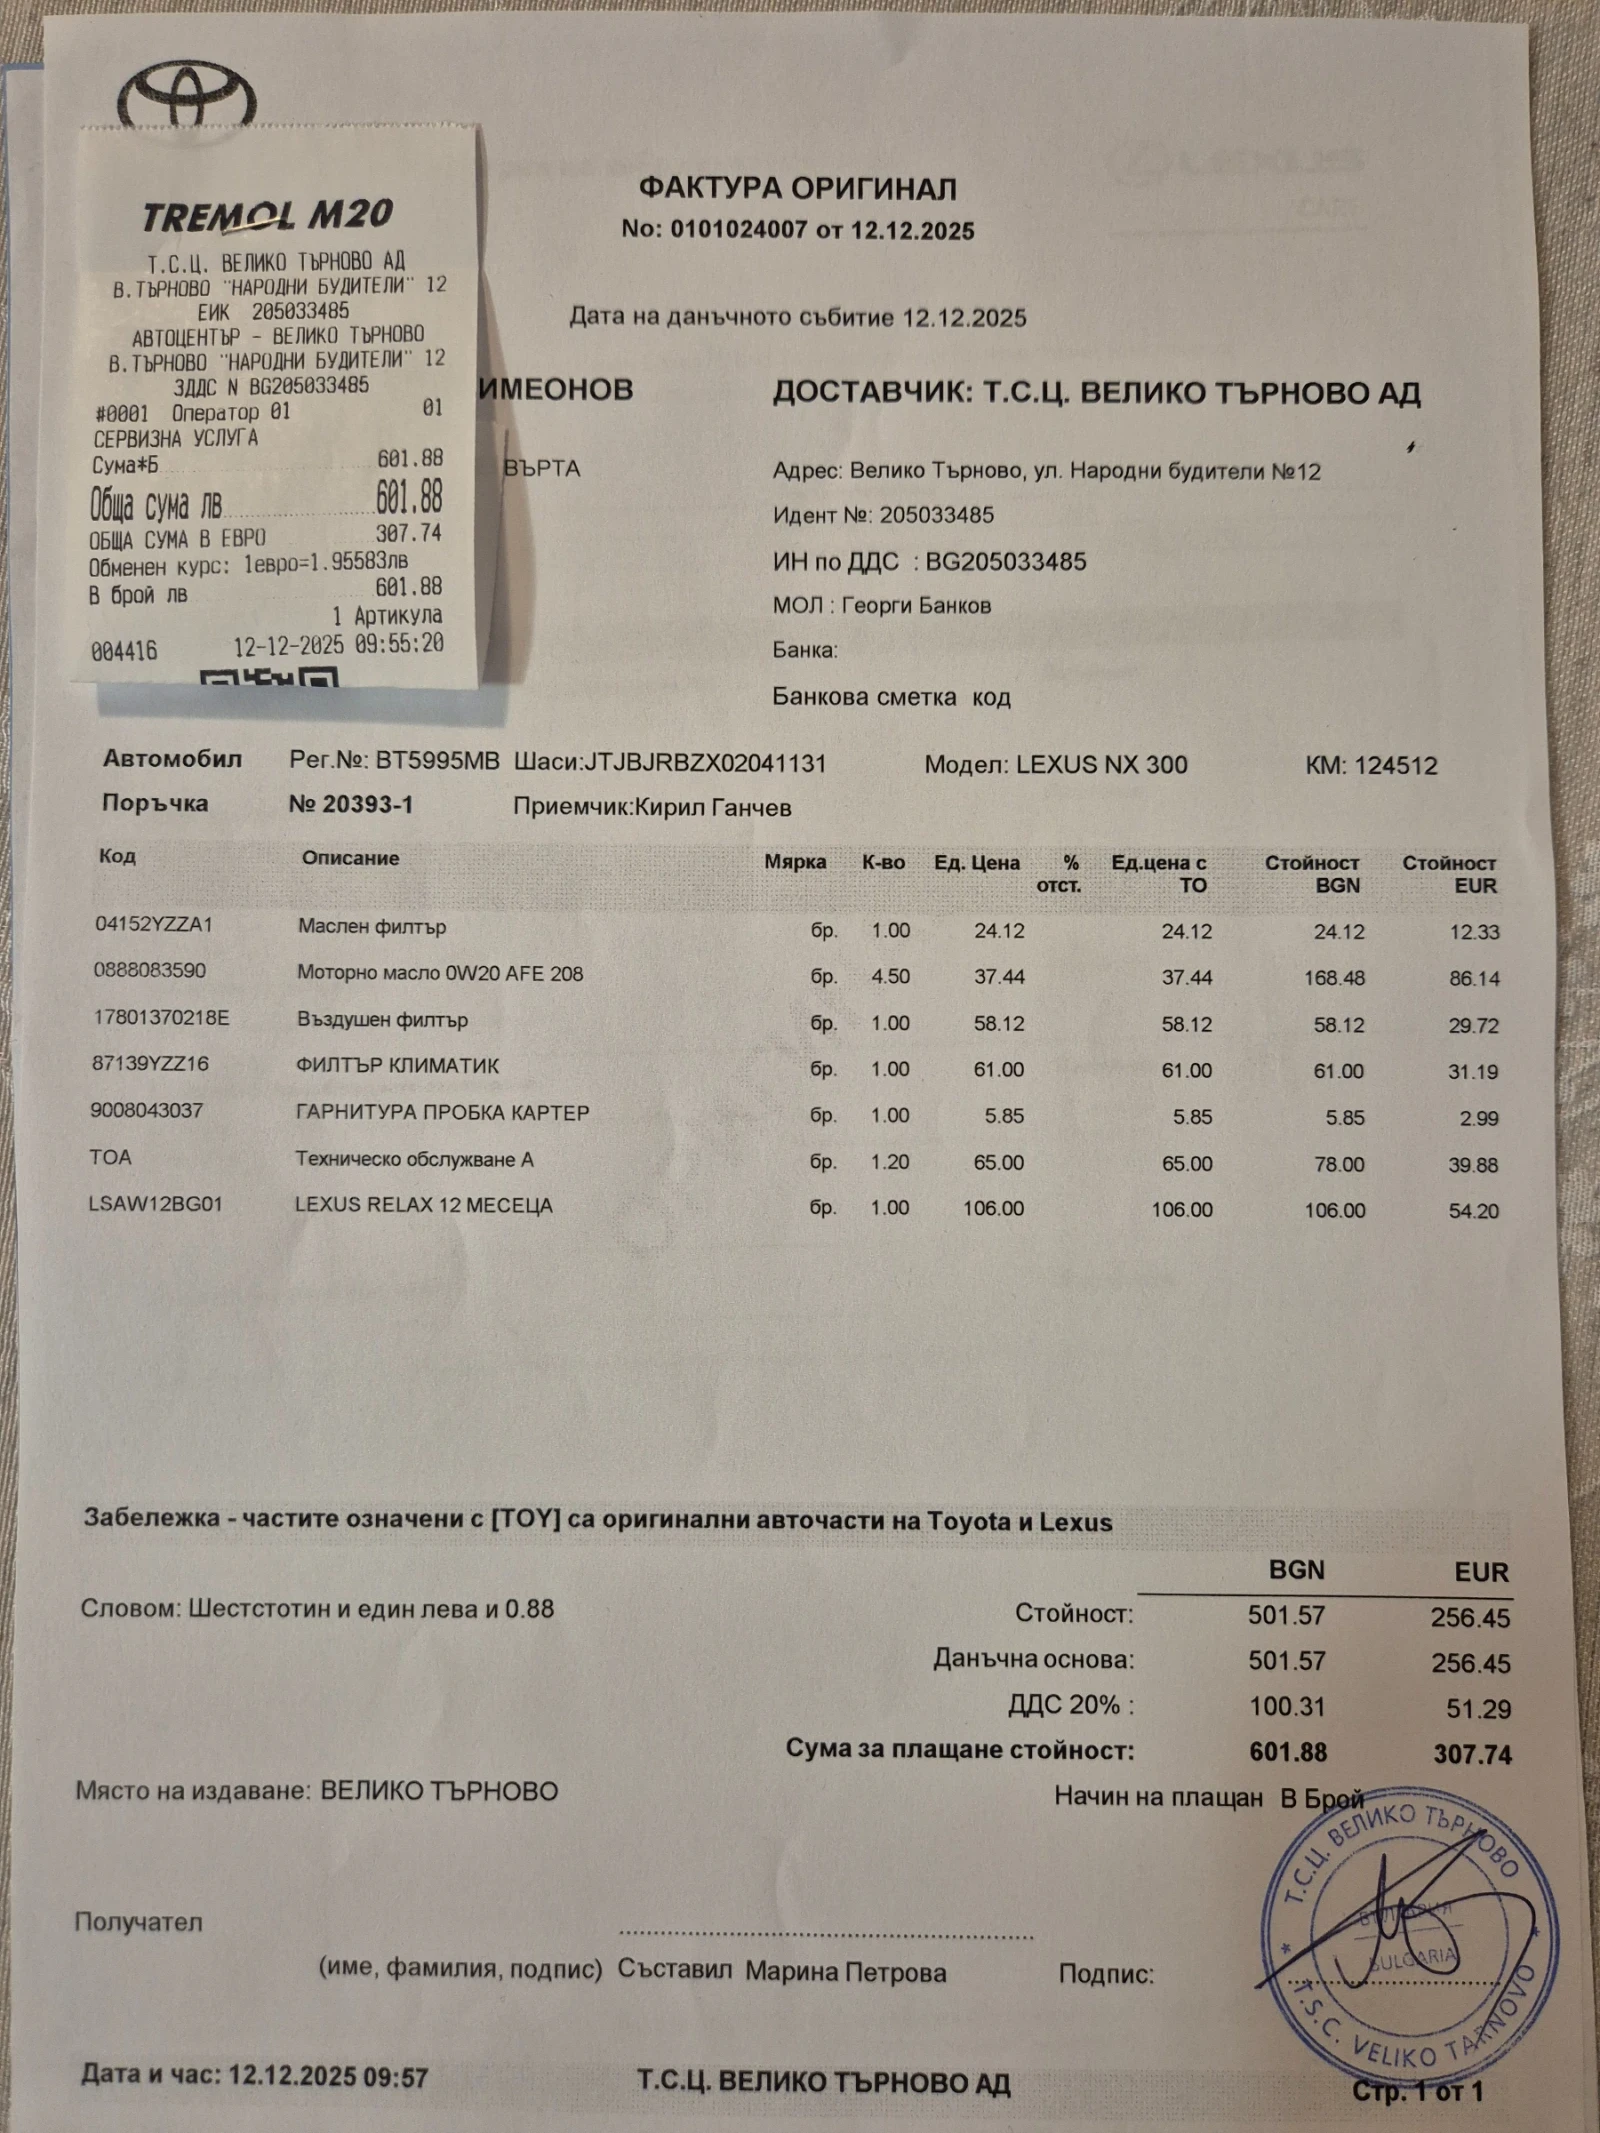 TREMOL M20
Т.С.Ц. ВЕЛИКО ТЪРНОВО АД
В.ТЪРНОВО "НАРОДНИ БУДИТЕЛИ" 12
ЕИК 205033485
АВТОЦЕНТЪР - ВЕЛИКО ТЪРНОВО
В.ТЪРНОВО "НАРОДНИ БУДИТЕЛИ" 12
ЗДДС N BG205033485
#0001 Оператор 01 01
СЕРВИЗНА УСЛУГА
Сума*Б 601.88
Обща сума лв 601.88
ОБЩА СУМА В ЕВРО 307.74
Обменен курс: 1евро=1.95583лв
В брой лв 601.88
1 Артикула
004416 12-12-2025 09:55:20
ФАКТУРА ОРИГИНАЛ
No: 0101024007 от 12.12.2025
Дата на данъчното събитие 12.12.2025
ИМЕОНОВ
ВЪРТА
ДОСТАВЧИК: Т.С.Ц. ВЕЛИКО ТЪРНОВО АД
Адрес: Велико Търново, ул. Народни будители №12
Идент №: 205033485
ИН по ДДС : BG205033485
МОЛ : Георги Банков
Банка:
Банкова сметка код
Автомобил Рег.№: BT5995MB Шаси:JTJBJRBZX02041131 Модел: LEXUS NX 300 КМ: 124512
Поръчка № 20393-1 Приемчик:Кирил Ганчев
Код Описание Мярка К-во Ед. Цена % отст. Ед.цена с ТО Стойност BGN Стойност EUR
04152YZZA1 Маслен филтър бр. 1.00 24.12 24.12 24.12 12.33
0888083590 Моторно масло 0W20 AFE 208 бр. 4.50 37.44 37.44 168.48 86.14
17801370218E Въздушен филтър бр. 1.00 58.12 58.12 58.12 29.72
87139YZZ16 ФИЛТЪР КЛИМАТИК бр. 1.00 61.00 61.00 61.00 31.19
9008043037 ГАРНИТУРА ПРОБКА КАРТЕР бр. 1.00 5.85 5.85 5.85 2.99
TOA Техническо обслужване А бр. 1.20 65.00 65.00 78.00 39.88
LSAW12BG01 LEXUS RELAX 12 МЕСЕЦА бр. 1.00 106.00 106.00 106.00 54.20
Забележка - частите означени с [TOY] са оригинални авточасти на Toyota и Lexus
BGN EUR
Словом: Шестстотин и един лева и 0.88
Стойност: 501.57 256.45
Данъчна основа: 501.57 256.45
ДДС 20% : 100.31 51.29
Сума за плащане стойност: 601.88 307.74
Място на издаване: ВЕЛИКО ТЪРНОВО
Начин на плащан В Брой
Т.С.Ц. ВЕЛИКО ТЪРНОВО
БЪЛГАРИЯ
BULGARIA
T.S.C. VELIKO TARNOVO
Получател
(име, фамилия, подпис) Съставил Марина Петрова Подпис:
Дата и час: 12.12.2025 09:57 Т.С.Ц. ВЕЛИКО ТЪРНОВО АД Стр. 1 от 1